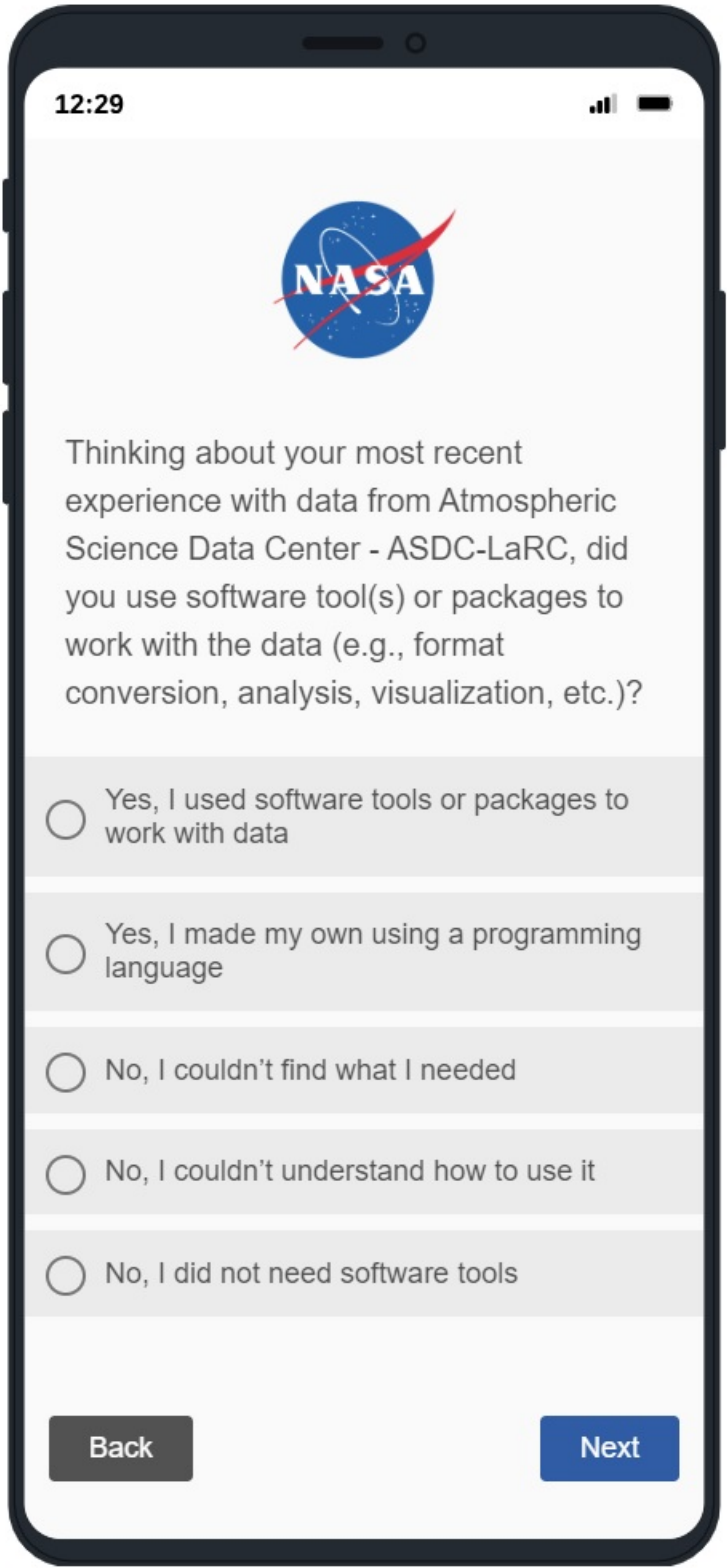 12:29
NASA
Thinking about your most recent
experience with data from Atmospheric
Science Data Center - ASDC-LaRC, did
you use software tool(s) or packages to
work with the data (e.g., format
conversion, analysis, visualization, etc.)?
Yes, I used software tools or packages to
work with data
Yes, I made my own using a programming
language
No, I couldn’t find what I needed
No, I couldn’t understand how to use it
No, I did not need software tools
Back
Next